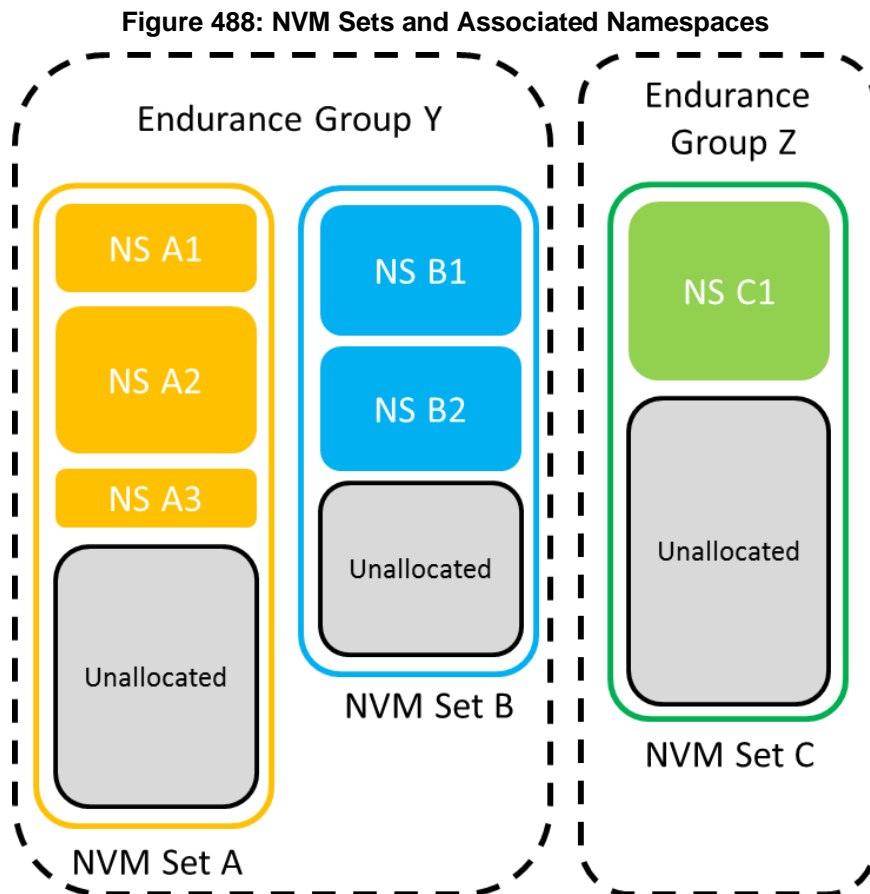 Figure 488: NVM Sets and Associated Namespaces
Endurance Group Y
NS A1
NS A2
NS A3
Unallocated
NVM Set A
NS B1
NS B2
Unallocated
NVM Set B
Endurance
Group Z
NS C1
Unallocated
NVM Set C